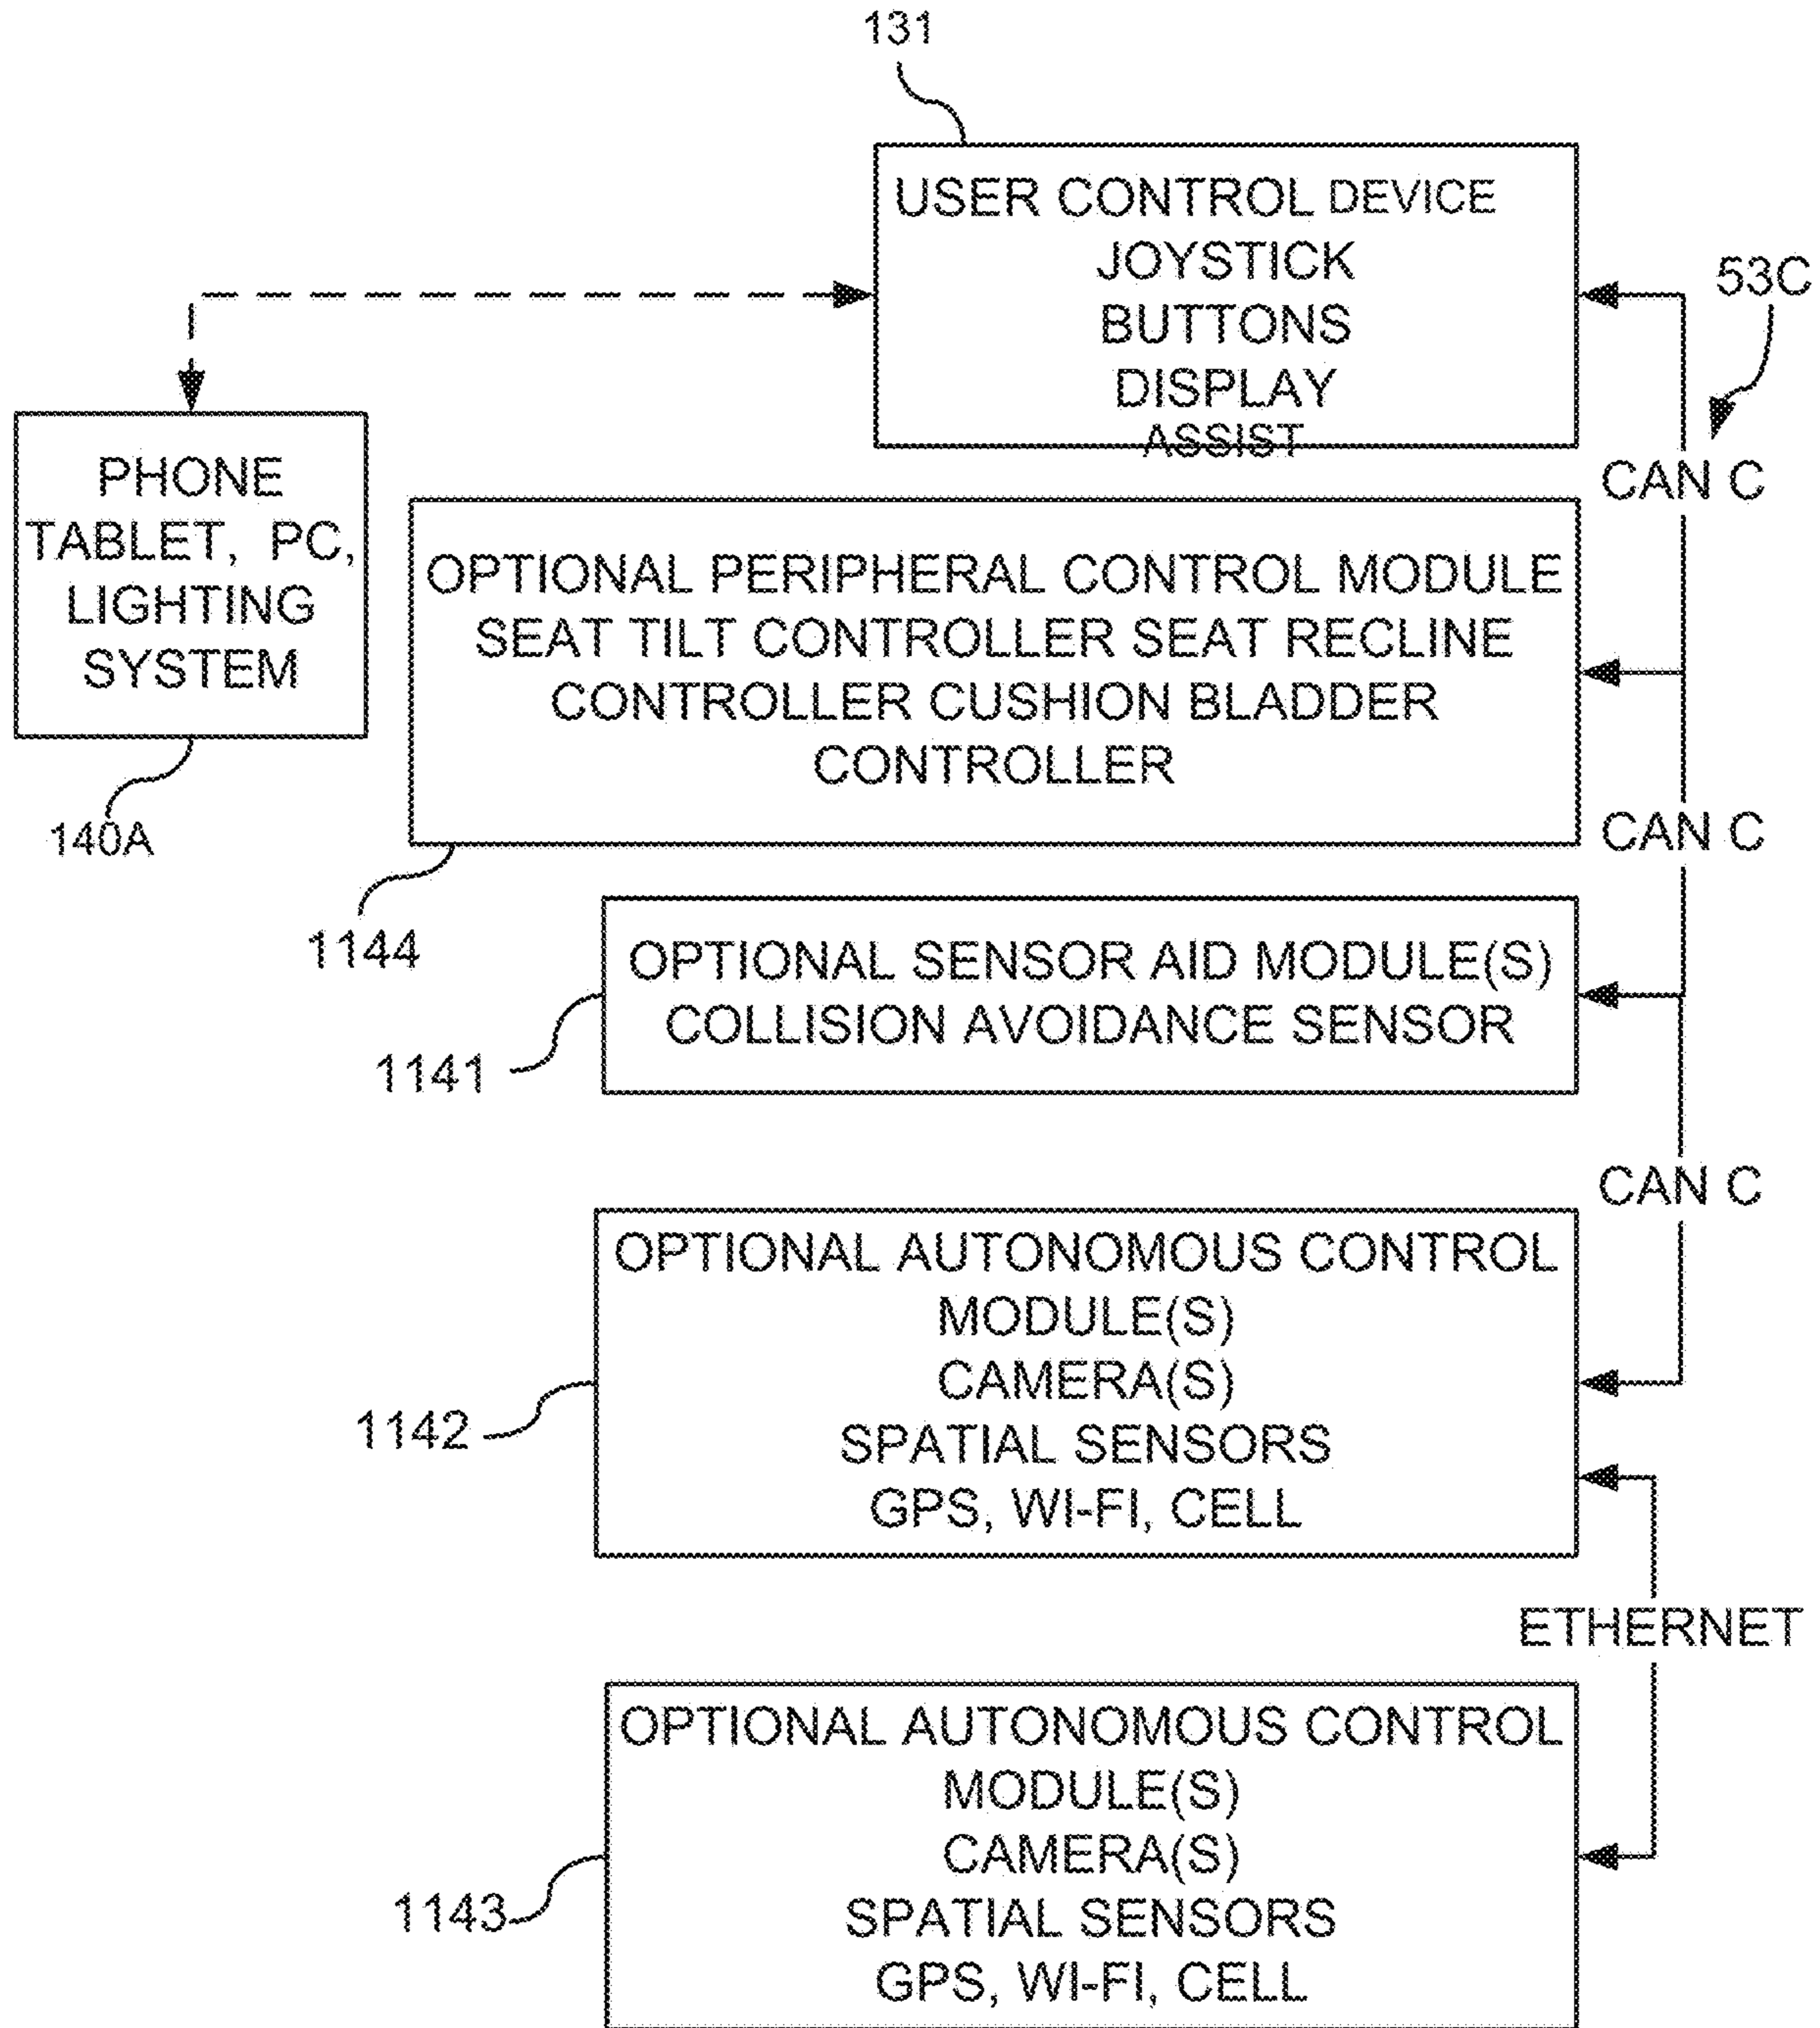 131
USER CONTROL DEVICE
JOYSTICK
BUTTONS
DISPLAY
ASSIST
53C
CAN C
PHONE
TABLET, PC,
LIGHTING
SYSTEM
140A
OPTIONAL PERIPHERAL CONTROL MODULE
SEAT TILT CONTROLLER SEAT RECLINE
CONTROLLER CUSHION BLADDER
CONTROLLER
1144
CAN C
OPTIONAL SENSOR AID MODULE(S)
COLLISION AVOIDANCE SENSOR
1141
CAN C
OPTIONAL AUTONOMOUS CONTROL
MODULE(S)
CAMERA(S)
SPATIAL SENSORS
GPS, WI-FI, CELL
1142
ETHERNET
OPTIONAL AUTONOMOUS CONTROL
MODULE(S)
CAMERA(S)
SPATIAL SENSORS
GPS, WI-FI, CELL
1143